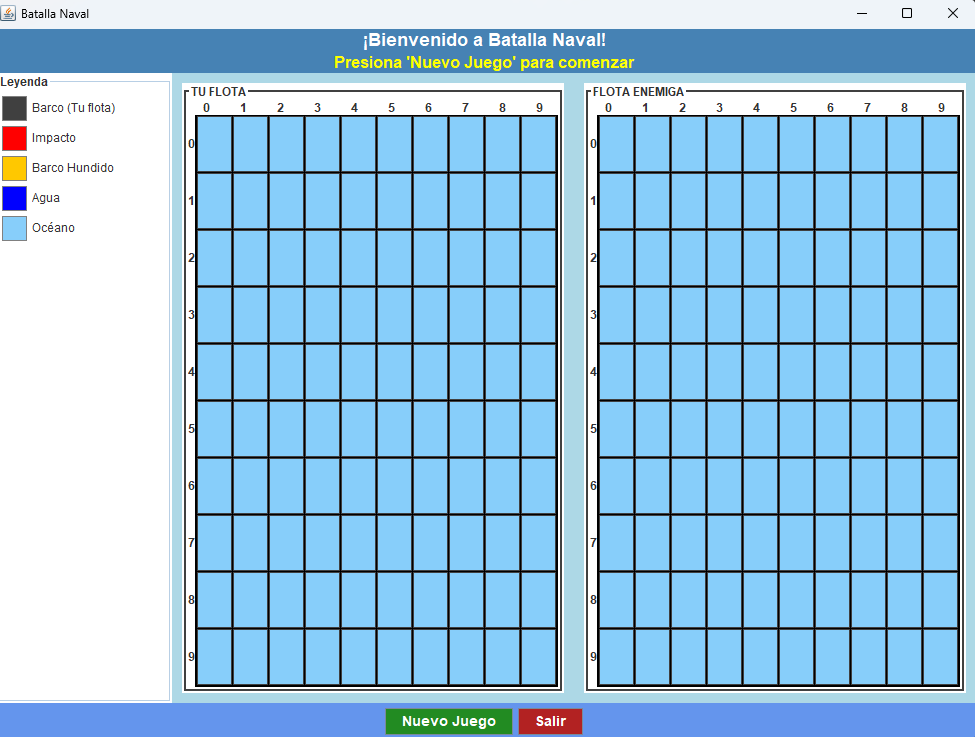 Batalla Naval
¡Bienvenido a Batalla Naval!
Presiona 'Nuevo Juego' para comenzar
Leyenda
Barco (Tu flota)
Impacto
Barco Hundido
Agua
Océano
TU FLOTA
0 1 2 3 4 5 6 7 8 9
0
1
2
3
4
5
6
7
8
9
FLOTA ENEMIGA
0 1 2 3 4 5 6 7 8 9
0
1
2
3
4
5
6
7
8
9
Nuevo Juego
Salir